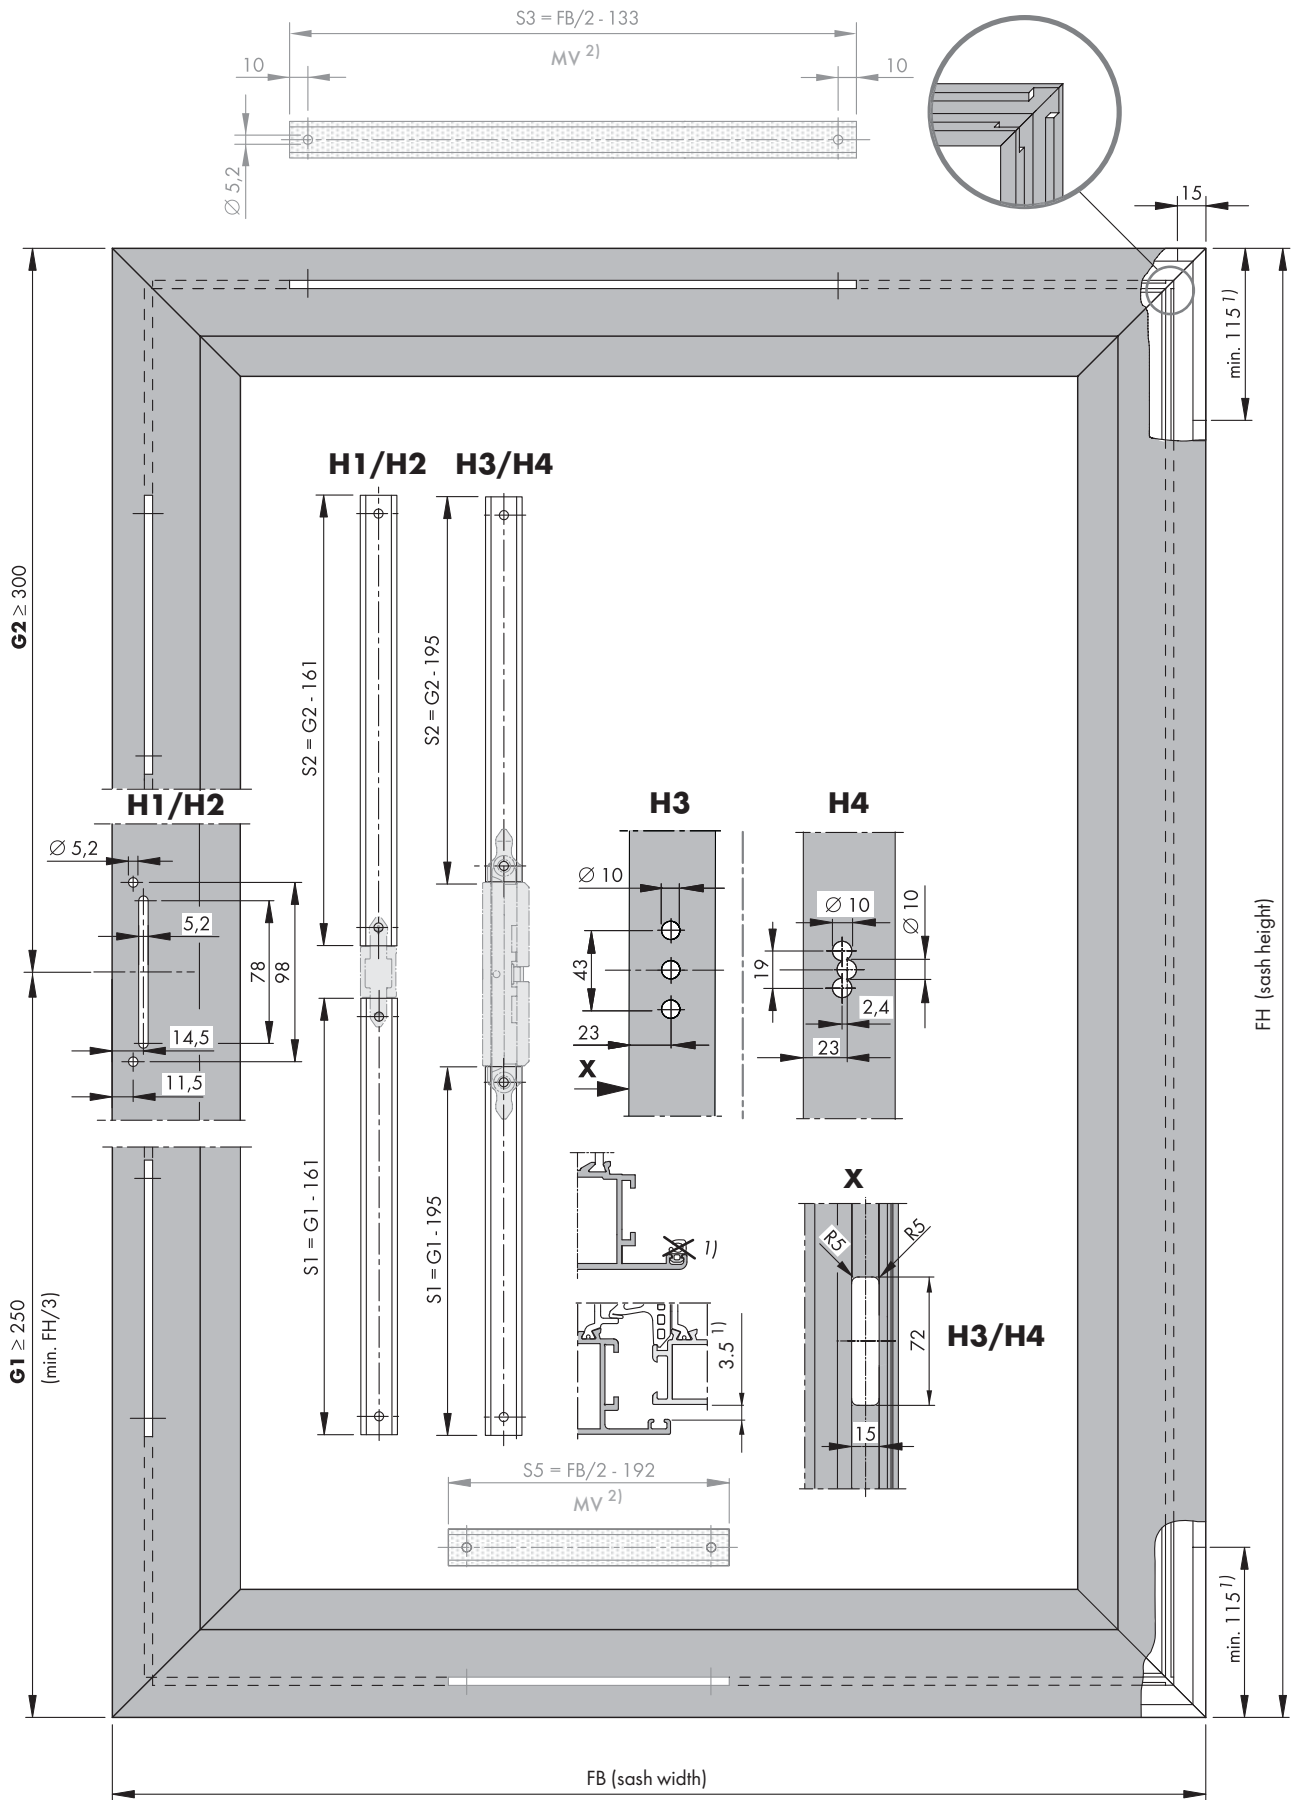 S3 = FB/2 - 133
MV 2)
10
10
Ø 5,2
15
min. 115 1)
H1/H2
H3/H4
G2 ≥ 300
S2 = G2 - 161
S2 = G2 - 195
H1/H2
H3
H4
Ø 5,2
5,2
78
98
14,5
11,5
Ø 10
43
23
X
Ø 10
Ø 10
19
2,4
23
FH (sash height)
S1 = G1 - 161
S1 = G1 - 195
X
1)
R5
R5
72
H3/H4
3.5 1)
15
G1 ≥ 250
(min. FH/3)
S5 = FB/2 - 192
MV 2)
min. 115 1)
FB (sash width)